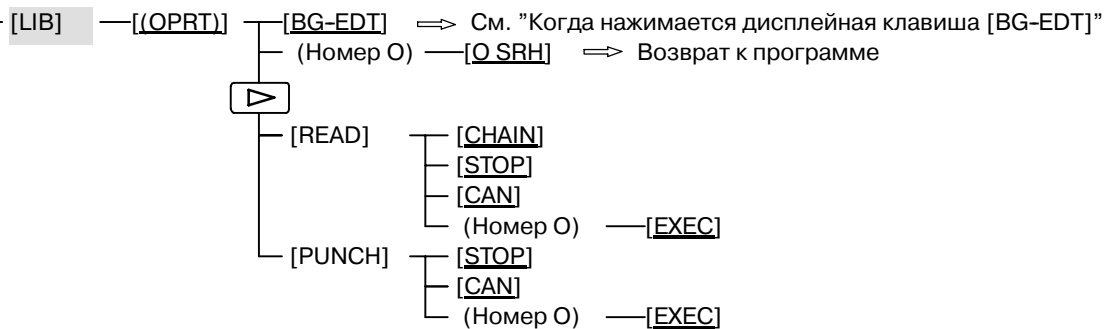 [LIB] [(OPRT)] [BG-EDT] См. ”Когда нажимается дисплейная клавиша [BG-EDT]”
(Номер O) [O SRH] Возврат к программе
[READ] [CHAIN]
[STOP]
[CAN]
(Номер O) [EXEC]
[PUNCH] [STOP]
[CAN]
(Номер O) [EXEC]